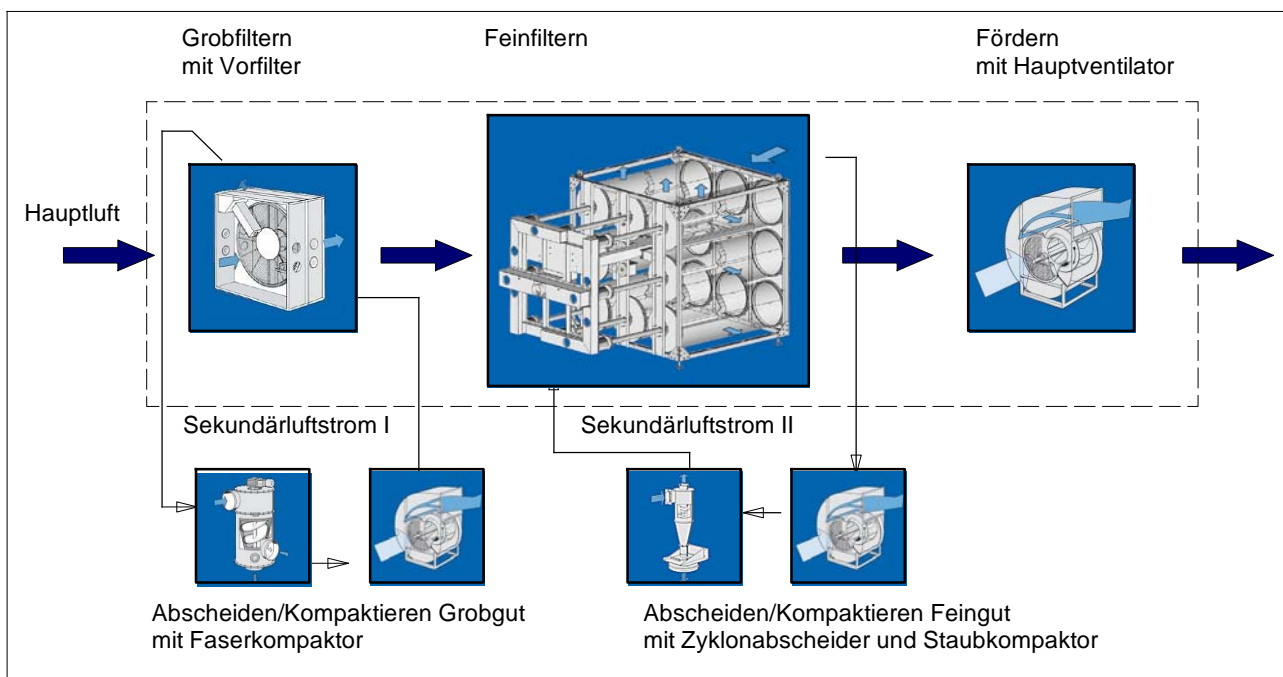 Grobfiltern
mit Vorfilter
Feinfiltern
Fördern
mit Hauptventilator
Hauptluft
Sekundärluftstrom I
Sekundärluftstrom II
Abscheiden/Kompaktieren Grobgut
mit Faserkompaktor
Abscheiden/Kompaktieren Feingut
mit Zyklonabscheider und Staubkompaktor